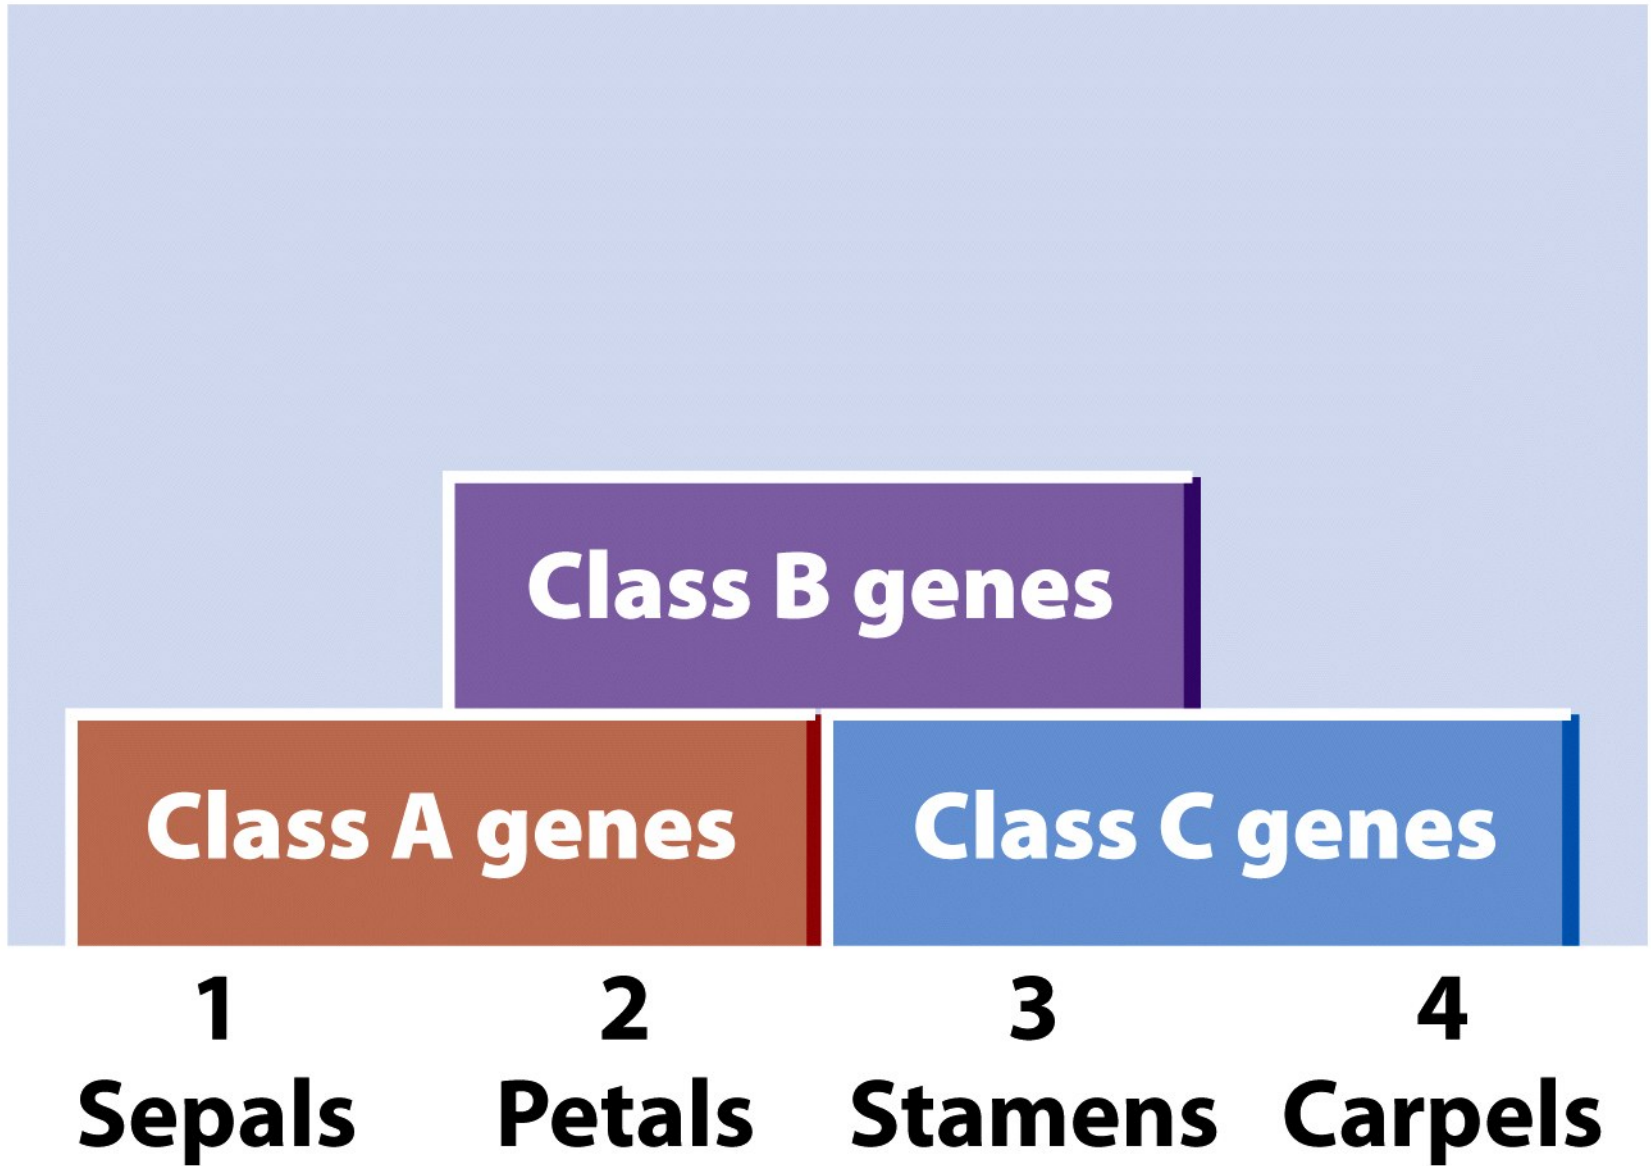 Class B genes
Class A genes
Class C genes
1
2
3
4
Sepals
Petals
Stamens
Carpels